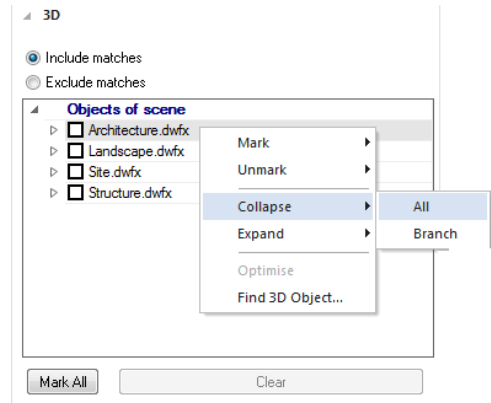 3D
Include matches
Exclude matches
Objects of scene
Architecture.dwfx
Landscape.dwfx
Site.dwfx
Structure.dwfx
Mark
Unmark
Collapse
Expand
Optimise
Find 3D Object...
All
Branch
Mark All
Clear